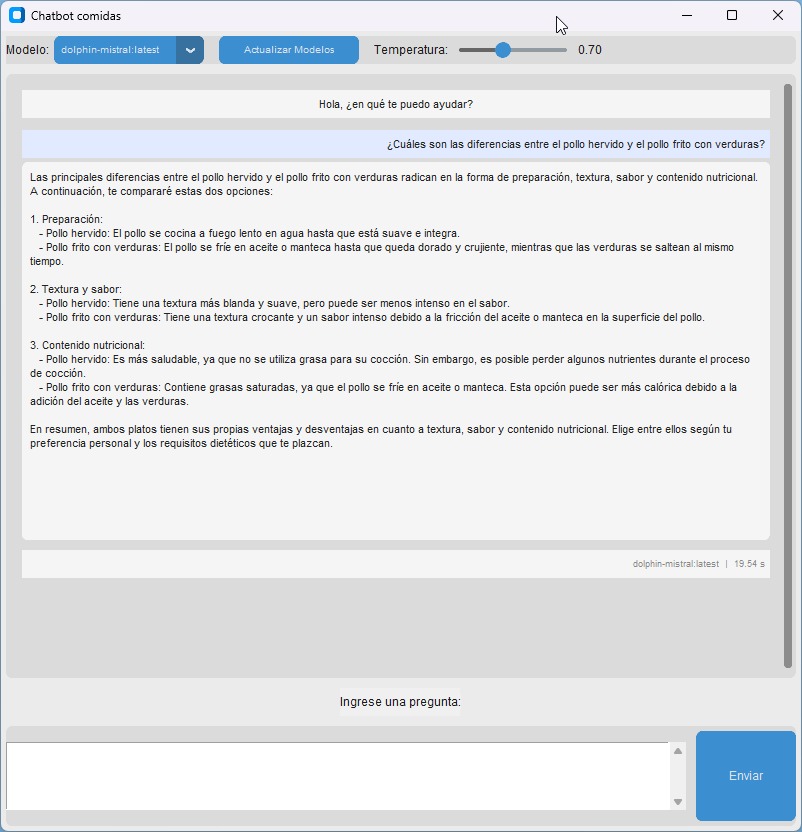 Chatbot comidas
Modelo: dolphin-mistral:latest Actualizar Modelos Temperatura: 0.70
Hola, ¿en qué te puedo ayudar?
¿Cuáles son las diferencias entre el pollo hervido y el pollo frito con verduras?
Las principales diferencias entre el pollo hervido y el pollo frito con verduras radican en la forma de preparación, textura, sabor y contenido nutricional.
A continuación, te compararé estas dos opciones:
1. Preparación:
- Pollo hervido: El pollo se cocina a fuego lento en agua hasta que está suave e integra.
- Pollo frito con verduras: El pollo se fríe en aceite o manteca hasta que queda dorado y crujiente, mientras que las verduras se saltean al mismo
tiempo.
2. Textura y sabor:
- Pollo hervido: Tiene una textura más blanda y suave, pero puede ser menos intenso en el sabor.
- Pollo frito con verduras: Tiene una textura crocante y un sabor intenso debido a la fricción del aceite o manteca en la superficie del pollo.
3. Contenido nutricional:
- Pollo hervido: Es más saludable, ya que no se utiliza grasa para su cocción. Sin embargo, es posible perder algunos nutrientes durante el proceso
de cocción.
- Pollo frito con verduras: Contiene grasas saturadas, ya que el pollo se fríe en aceite o manteca. Esta opción puede ser más calórica debido a la
adición del aceite y las verduras.
En resumen, ambos platos tienen sus propias ventajas y desventajas en cuanto a textura, sabor y contenido nutricional. Elige entre ellos según tu
preferencia personal y los requisitos dietéticos que te plazcan.
dolphin-mistral:latest | 19.54 s
Ingrese una pregunta:
Enviar